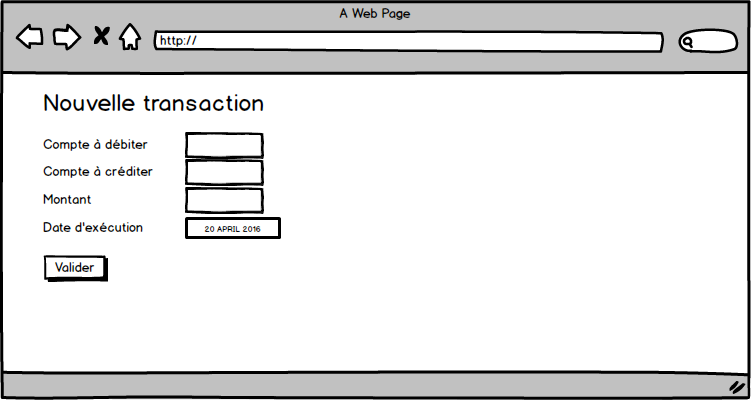 A Web Page
http://
Nouvelle transaction
Compte à débiter
Compte à créditer
Montant
Date d'exécution
20 APRIL 2016
Valider